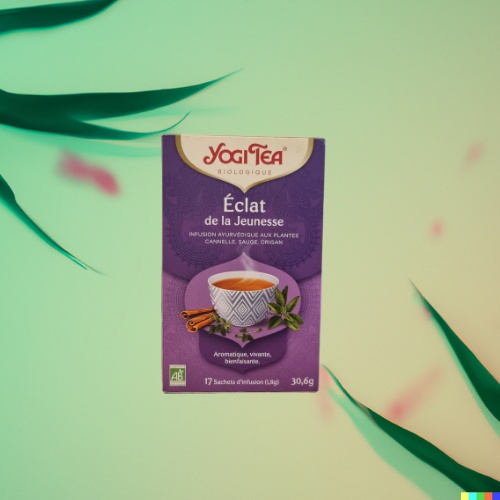 YOGI TEA®
BIOLOGIQUE
Éclat
de la Jeunesse
INFUSION AYURVÉDIQUE AUX PLANTES
CANNELLE, SAUGE, ORIGAN
Aromatique, vivante,
bienfaisante.
AB
17 Sachets d'infusion (1,8g) 30,6g